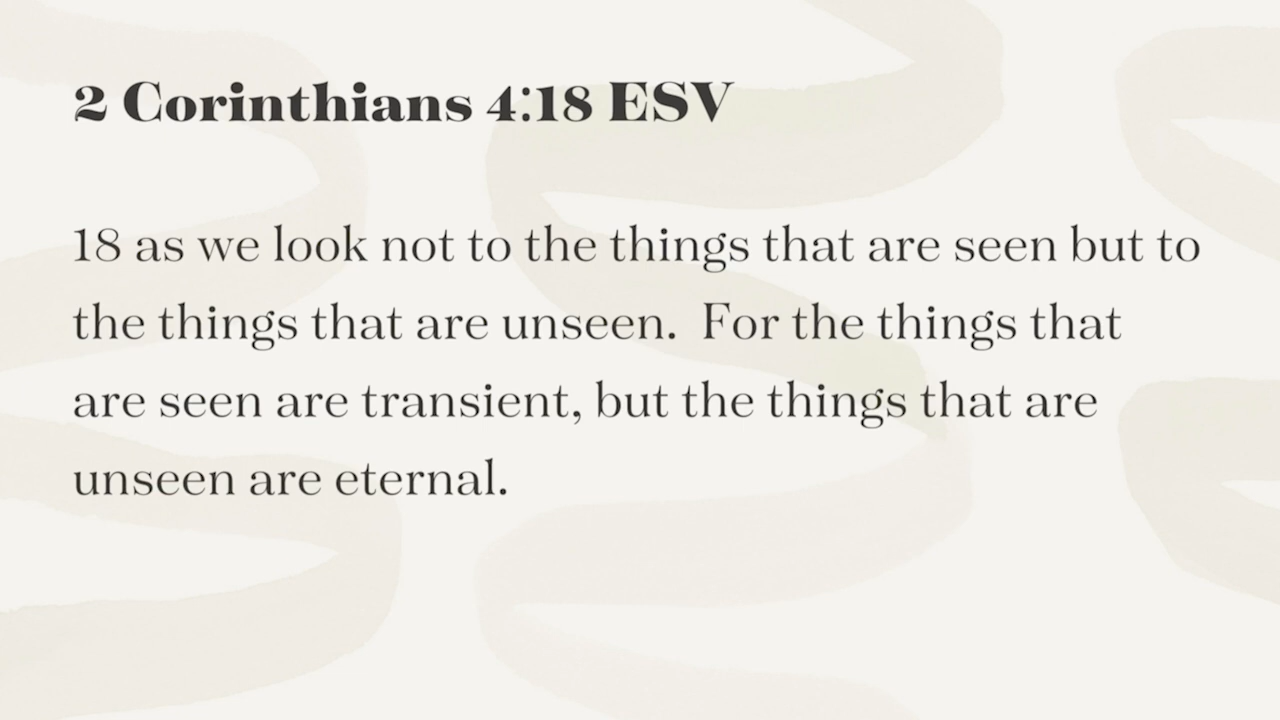 2 Corinthians 4:18 ESV
18 as we look not to the things that are seen but to
the things that are unseen.  For the things that
are seen are transient, but the things that are
unseen are eternal.